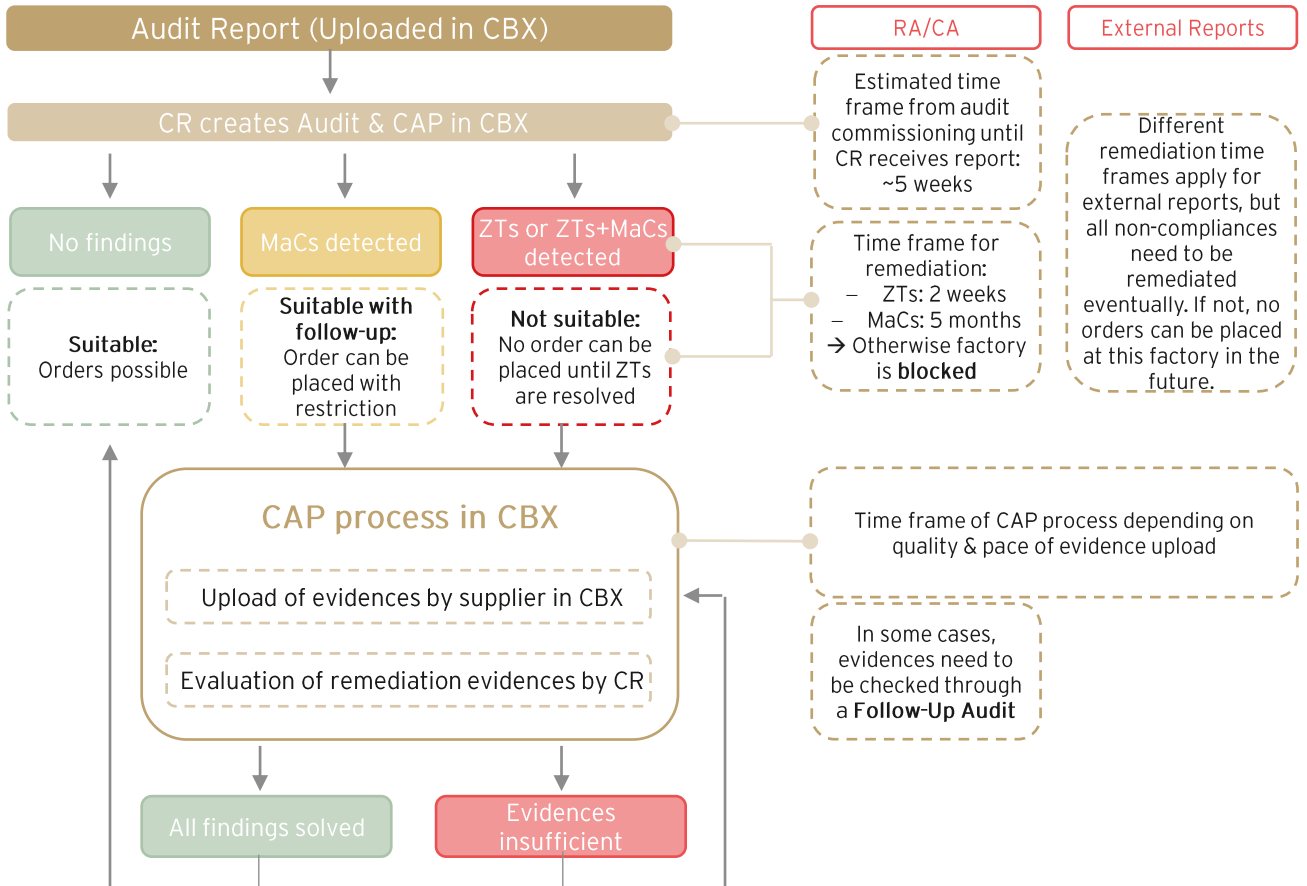 Audit Report (Uploaded in CBX)
CR creates Audit & CAP in CBX
No findings
MaCs detected
ZTs or ZTs+MaCs
detected
Suitable:
Orders possible
Suitable with
follow-up:
Order can be
placed with
restriction
Not suitable:
No order can be
placed until ZTs
are resolved
CAP process in CBX
Upload of evidences by supplier in CBX
Evaluation of remediation evidences by CR
All findings solved
Evidences
insufficient
RA/CA
Estimated time
frame from audit
commissioning until
CR receives report:
~5 weeks
Time frame for
remediation:
– ZTs: 2 weeks
– MaCs: 5 months
→ Otherwise factory
is blocked
External Reports
Different
remediation time
frames apply for
external reports, but
all non-compliances
need to be
remediated
eventually. If not, no
orders can be placed
at this factory in the
future.
Time frame of CAP process depending on
quality & pace of evidence upload
In some cases,
evidences need to
be checked through
a Follow-Up Audit